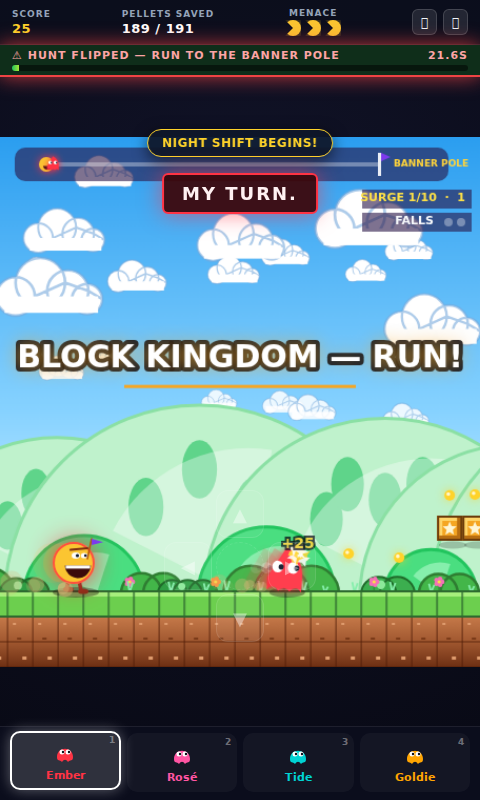 SCORE
25
PELLETS SAVED
189 / 191
MENACE
⚠ HUNT FLIPPED — RUN TO THE BANNER POLE
21.6S
NIGHT SHIFT BEGINS!
BANNER POLE
MY TURN.
SURGE 1/10 · 1
FALLS
BLOCK KINGDOM — RUN!
+25
1
Ember
2
Rosé
3
Tide
4
Goldie